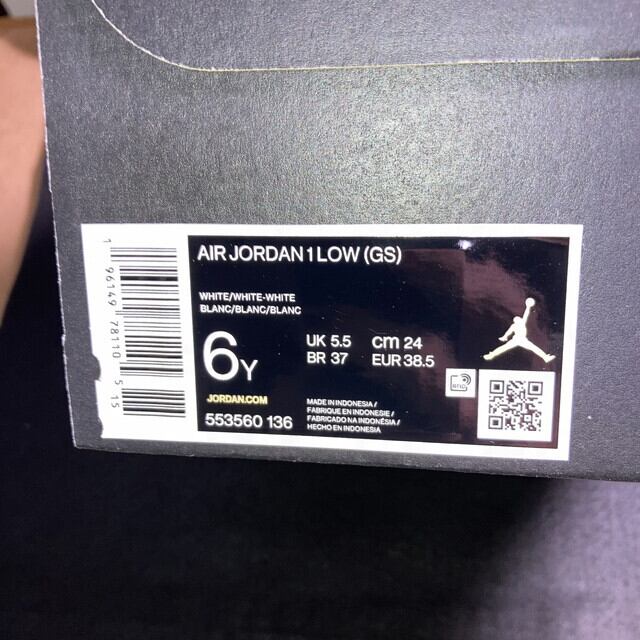 AIR JORDAN 1 LOW (GS)
WHITE/WHITE-WHITE
BLANC/BLANC/BLANC
6Y
UK 5.5 cm 24
BR 37 EUR 38.5
JORDAN.COM
553560 136
MADE IN INDONESIA /
FABRIQUE EN INDONESIE /
FABRICADO NA INDONÉSIA /
HECHO EN INDONESIA
RFID
1 96149 78110 5 15